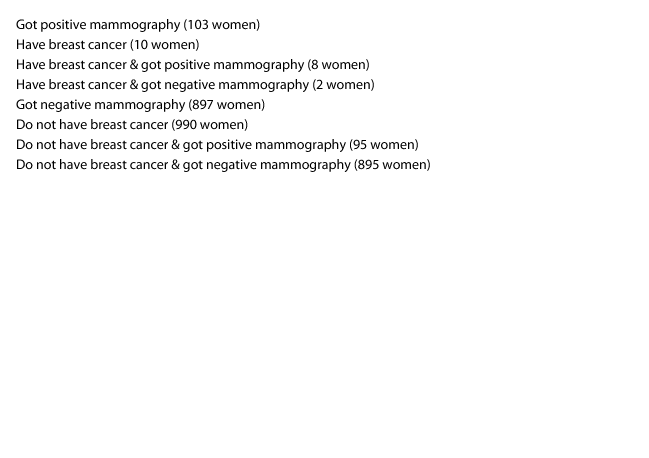 Got positive mammography (103 women)
Have breast cancer (10 women)
Have breast cancer & got positive mammography (8 women)
Have breast cancer & got negative mammography (2 women)
Got negative mammography (897 women)
Do not have breast cancer (990 women)
Do not have breast cancer & got positive mammography (95 women)
Do not have breast cancer & got negative mammography (895 women)